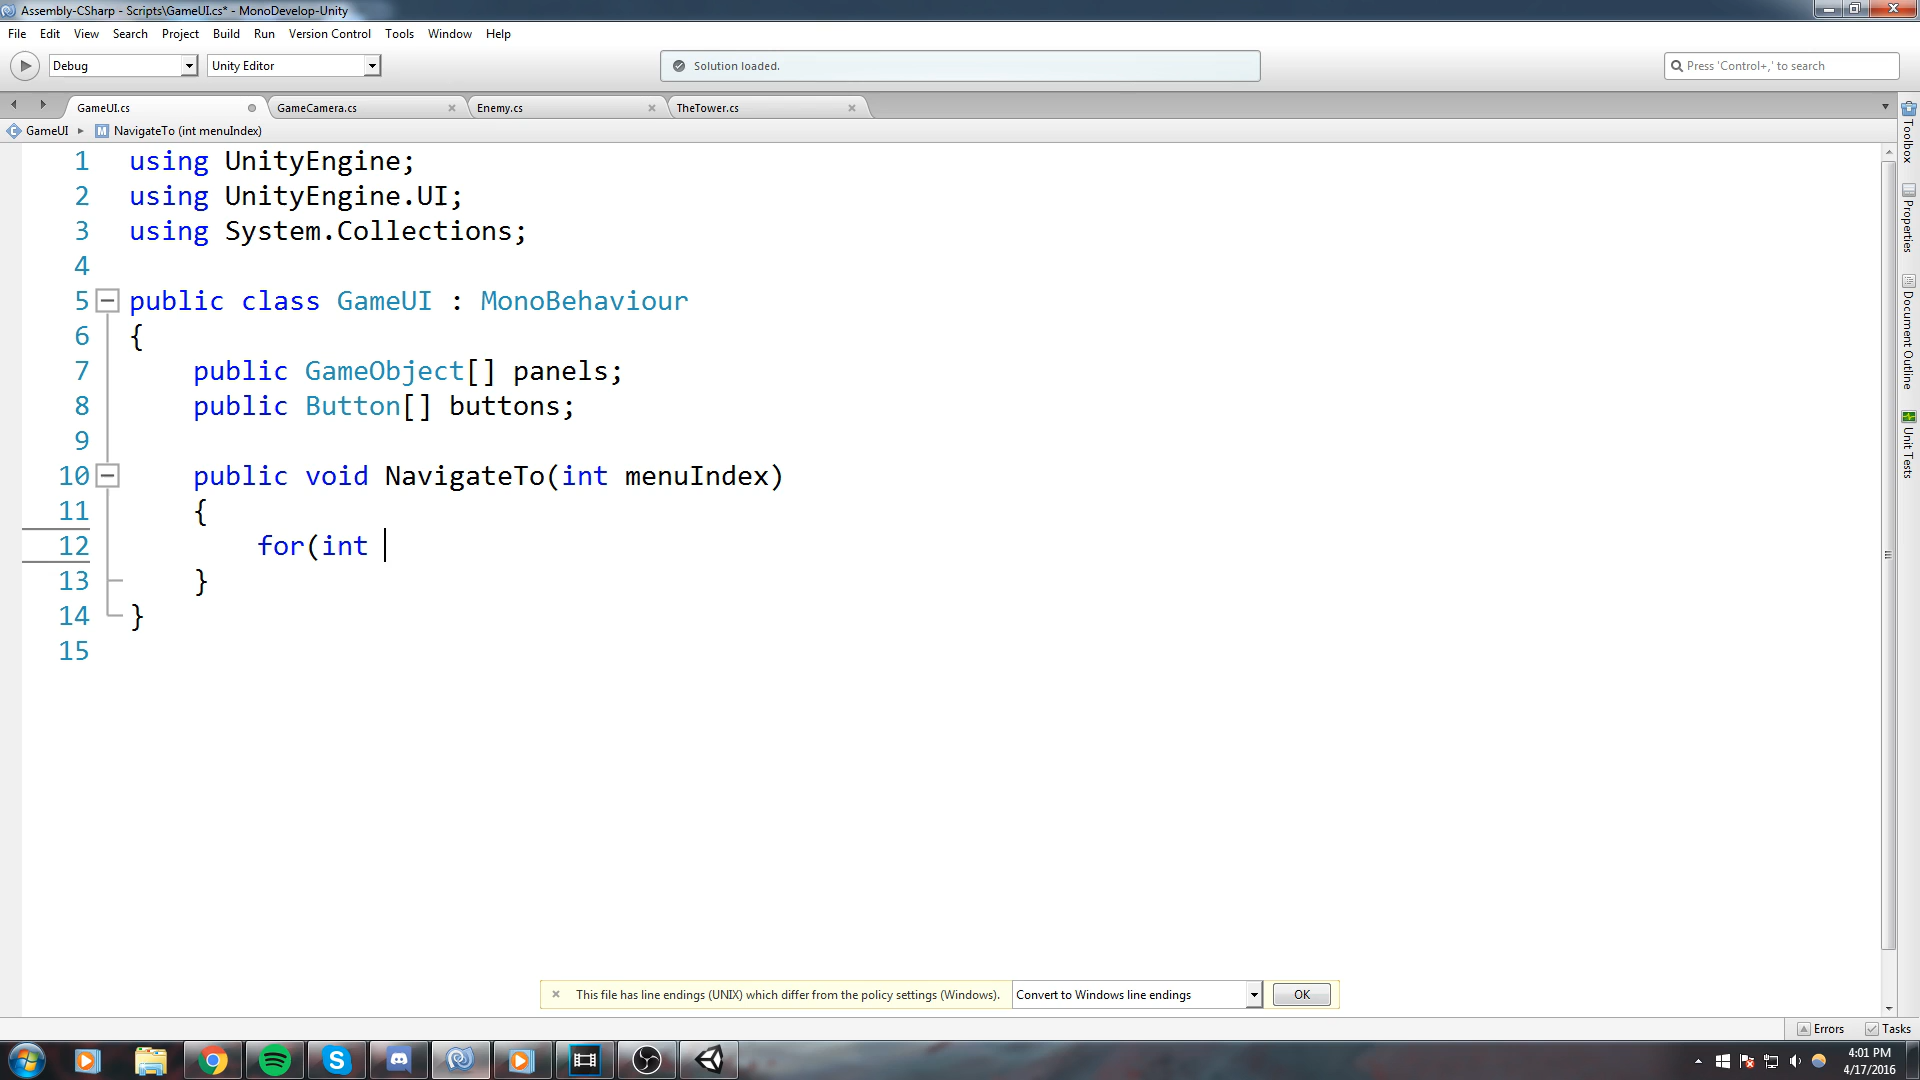 Assembly-CSharp - Scripts\GameUI.cs* - MonoDevelop-Unity
File Edit View Search Project Build Run Version Control Tools Window Help
Debug Unity Editor Solution loaded. Press 'Control+,' to search
GameUI.cs GameCamera.cs Enemy.cs TheTower.cs
GameUI NavigateTo (int menuIndex)
1 using UnityEngine;
2 using UnityEngine.UI;
3 using System.Collections;
4
5 public class GameUI : MonoBehaviour
6 {
7 public GameObject[] panels;
8 public Button[] buttons;
9
10 public void NavigateTo(int menuIndex)
11 {
12 for(int
13 }
14 }
15
Toolbox
Properties
Document Outline
Unit Tests
This file has line endings (UNIX) which differ from the policy settings (Windows). Convert to Windows line endings OK
Errors Tasks
4:01 PM
4/17/2016